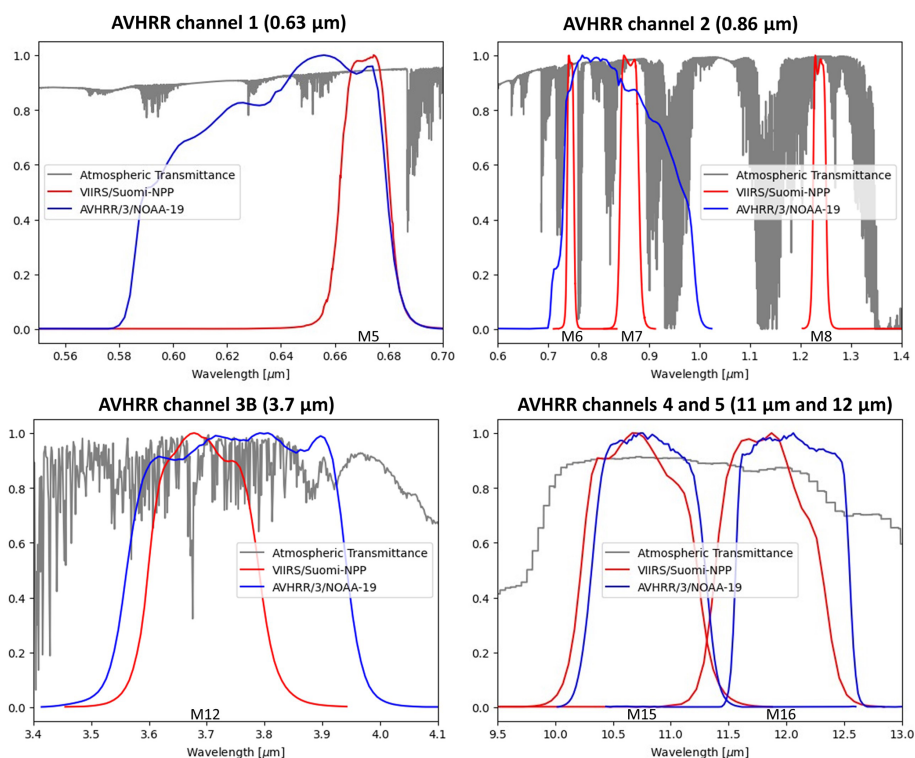 AVHRR channel 1 (0.63 µm)
1.0
0.8
0.6
0.4
0.2
0.0
Atmospheric Transmittance
VIIRS/Suomi-NPP
AVHRR/3/NOAA-19
M5
0.56 0.58 0.60 0.62 0.64 0.66 0.68 0.70
Wavelength [µm]
AVHRR channel 2 (0.86 µm)
1.0
0.8
0.6
0.4
0.2
0.0
Atmospheric Transmittance
VIIRS/Suomi-NPP
AVHRR/3/NOAA-19
M6 M7 M8
0.6 0.7 0.8 0.9 1.0 1.1 1.2 1.3 1.4
Wavelength [µm]
AVHRR channel 3B (3.7 µm)
1.0
0.8
0.6
0.4
0.2
0.0
Atmospheric Transmittance
VIIRS/Suomi-NPP
AVHRR/3/NOAA-19
M12
3.4 3.5 3.6 3.7 3.8 3.9 4.0 4.1
Wavelength [µm]
AVHRR channels 4 and 5 (11 µm and 12 µm)
1.0
0.8
0.6
0.4
0.2
0.0
Atmospheric Transmittance
VIIRS/Suomi-NPP
AVHRR/3/NOAA-19
M15 M16
9.5 10.0 10.5 11.0 11.5 12.0 12.5 13.0
Wavelength [µm]